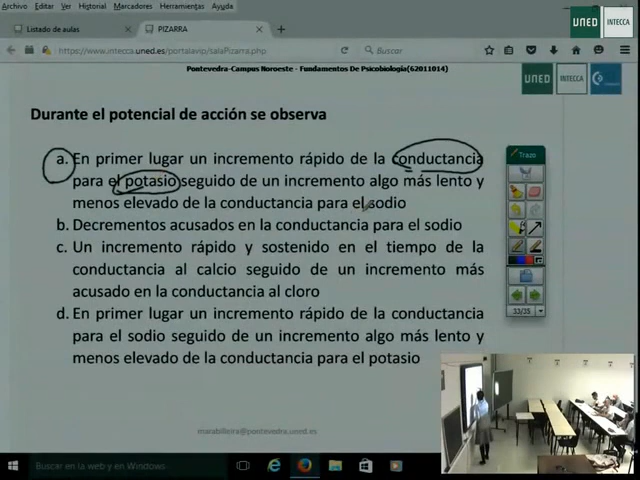 Archivo Editar Ver Historial Marcadores Herramientas Ayuda
Listado de aulas
PIZARRA
https://www.intecca.uned.es/portalavip/salaPizarra.php
Buscar
UNED
INTECCA
Pontevedra-Campus Noroeste - Fundamentos De Psicobiología(62011014)
UNED
INTECCA
Durante el potencial de acción se observa
a. En primer lugar un incremento rápido de la conductancia
para el potasio seguido de un incremento algo más lento y
menos elevado de la conductancia para el sodio
b. Decrementos acusados en la conductancia para el sodio
c. Un incremento rápido y sostenido en el tiempo de la
conductancia al calcio seguido de un incremento más
acusado en la conductancia al cloro
d. En primer lugar un incremento rápido de la conductancia
para el sodio seguido de un incremento algo más lento y
menos elevado de la conductancia para el potasio
Trazo
33/35
marabilleira@pontevedra.uned.es
Buscar en la web y en Windows